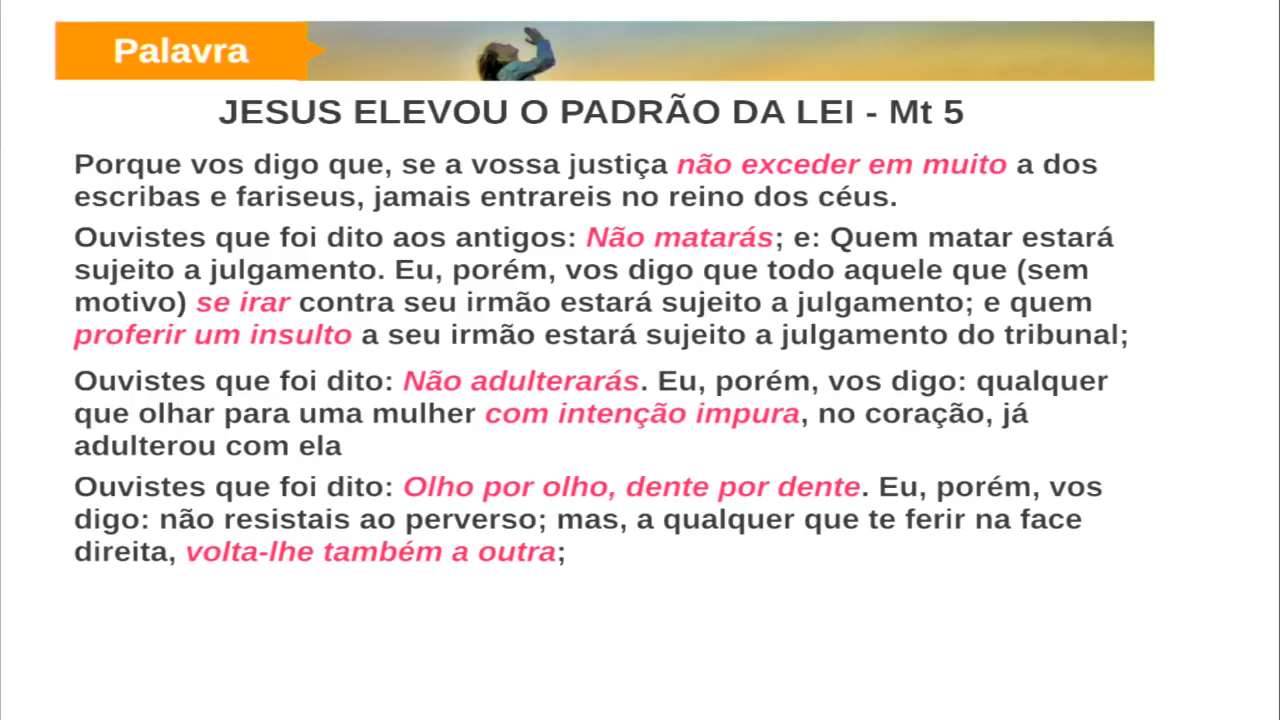 Palavra
JESUS ELEVOU O PADRÃO DA LEI - Mt 5
Porque vos digo que, se a vossa justiça não exceder em muito a dos
escribas e fariseus, jamais entrareis no reino dos céus.
Ouvistes que foi dito aos antigos: Não matarás; e: Quem matar estará
sujeito a julgamento. Eu, porém, vos digo que todo aquele que (sem
motivo) se irar contra seu irmão estará sujeito a julgamento; e quem
proferir um insulto a seu irmão estará sujeito a julgamento do tribunal;
Ouvistes que foi dito: Não adulterarás. Eu, porém, vos digo: qualquer
que olhar para uma mulher com intenção impura, no coração, já
adulterou com ela
Ouvistes que foi dito: Olho por olho, dente por dente. Eu, porém, vos
digo: não resistais ao perverso; mas, a qualquer que te ferir na face
direita, volta-lhe também a outra;